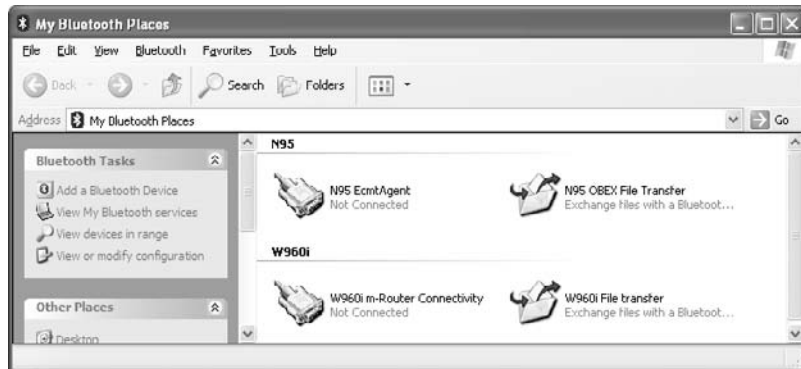 My Bluetooth Places
File Edit View Bluetooth Favorites Tools Help
Back Search Folders
Address My Bluetooth Places Go
Bluetooth Tasks
Add a Bluetooth Device
View My Bluetooth services
View devices in range
View or modify configuration
Other Places
Desktop
N95
N95 EcmtAgent
Not Connected
N95 OBEX File Transfer
Exchange files with a Bluetoot...
W960i
W960i m-Router Connectivity
Not Connected
W960i File transfer
Exchange files with a Bluetoot...